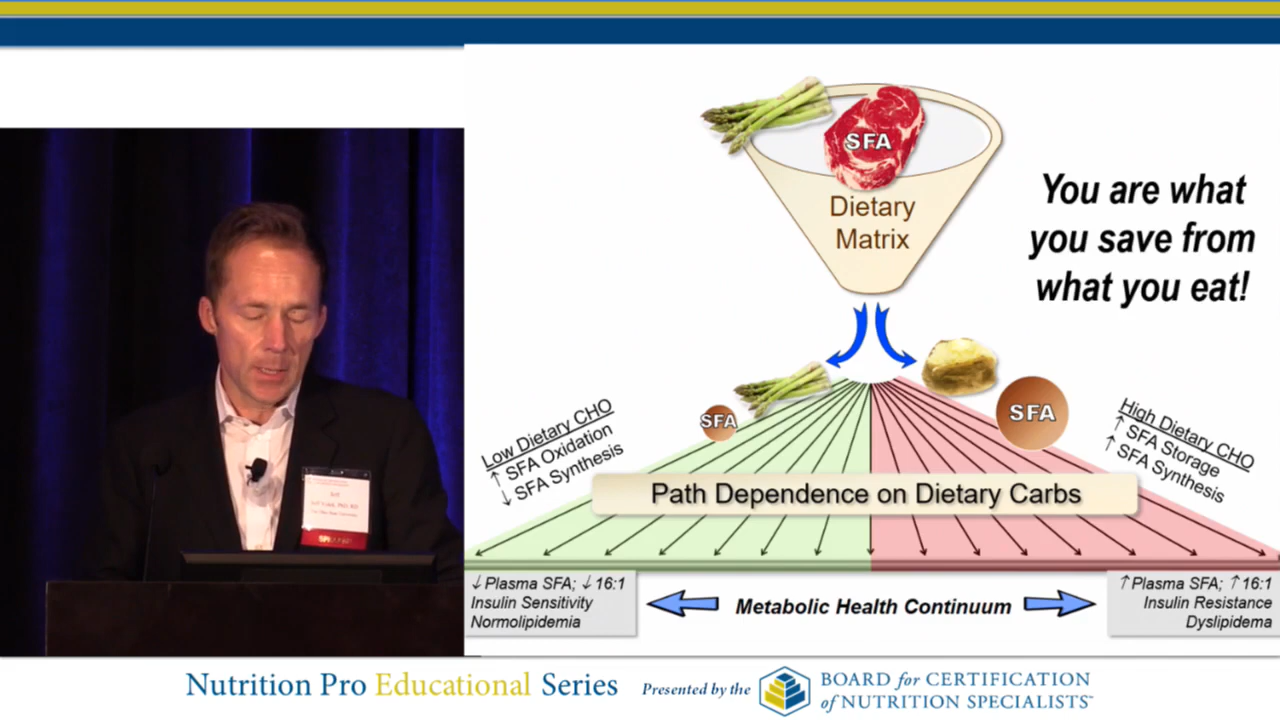 SFA
Dietary
Matrix
You are what
you save from
what you eat!
SFA
SFA
Low Dietary CHO
↑ SFA Oxidation
↓ SFA Synthesis
High Dietary CHO
↑ SFA Storage
↑ SFA Synthesis
Path Dependence on Dietary Carbs
↓ Plasma SFA; ↓ 16:1
Insulin Sensitivity
Normolipidemia
Metabolic Health Continuum
↑ Plasma SFA; ↑ 16:1
Insulin Resistance
Dyslipidema
Nutrition Pro Educational Series
Presented by the
BOARD for CERTIFICATION
of NUTRITION SPECIALISTS™